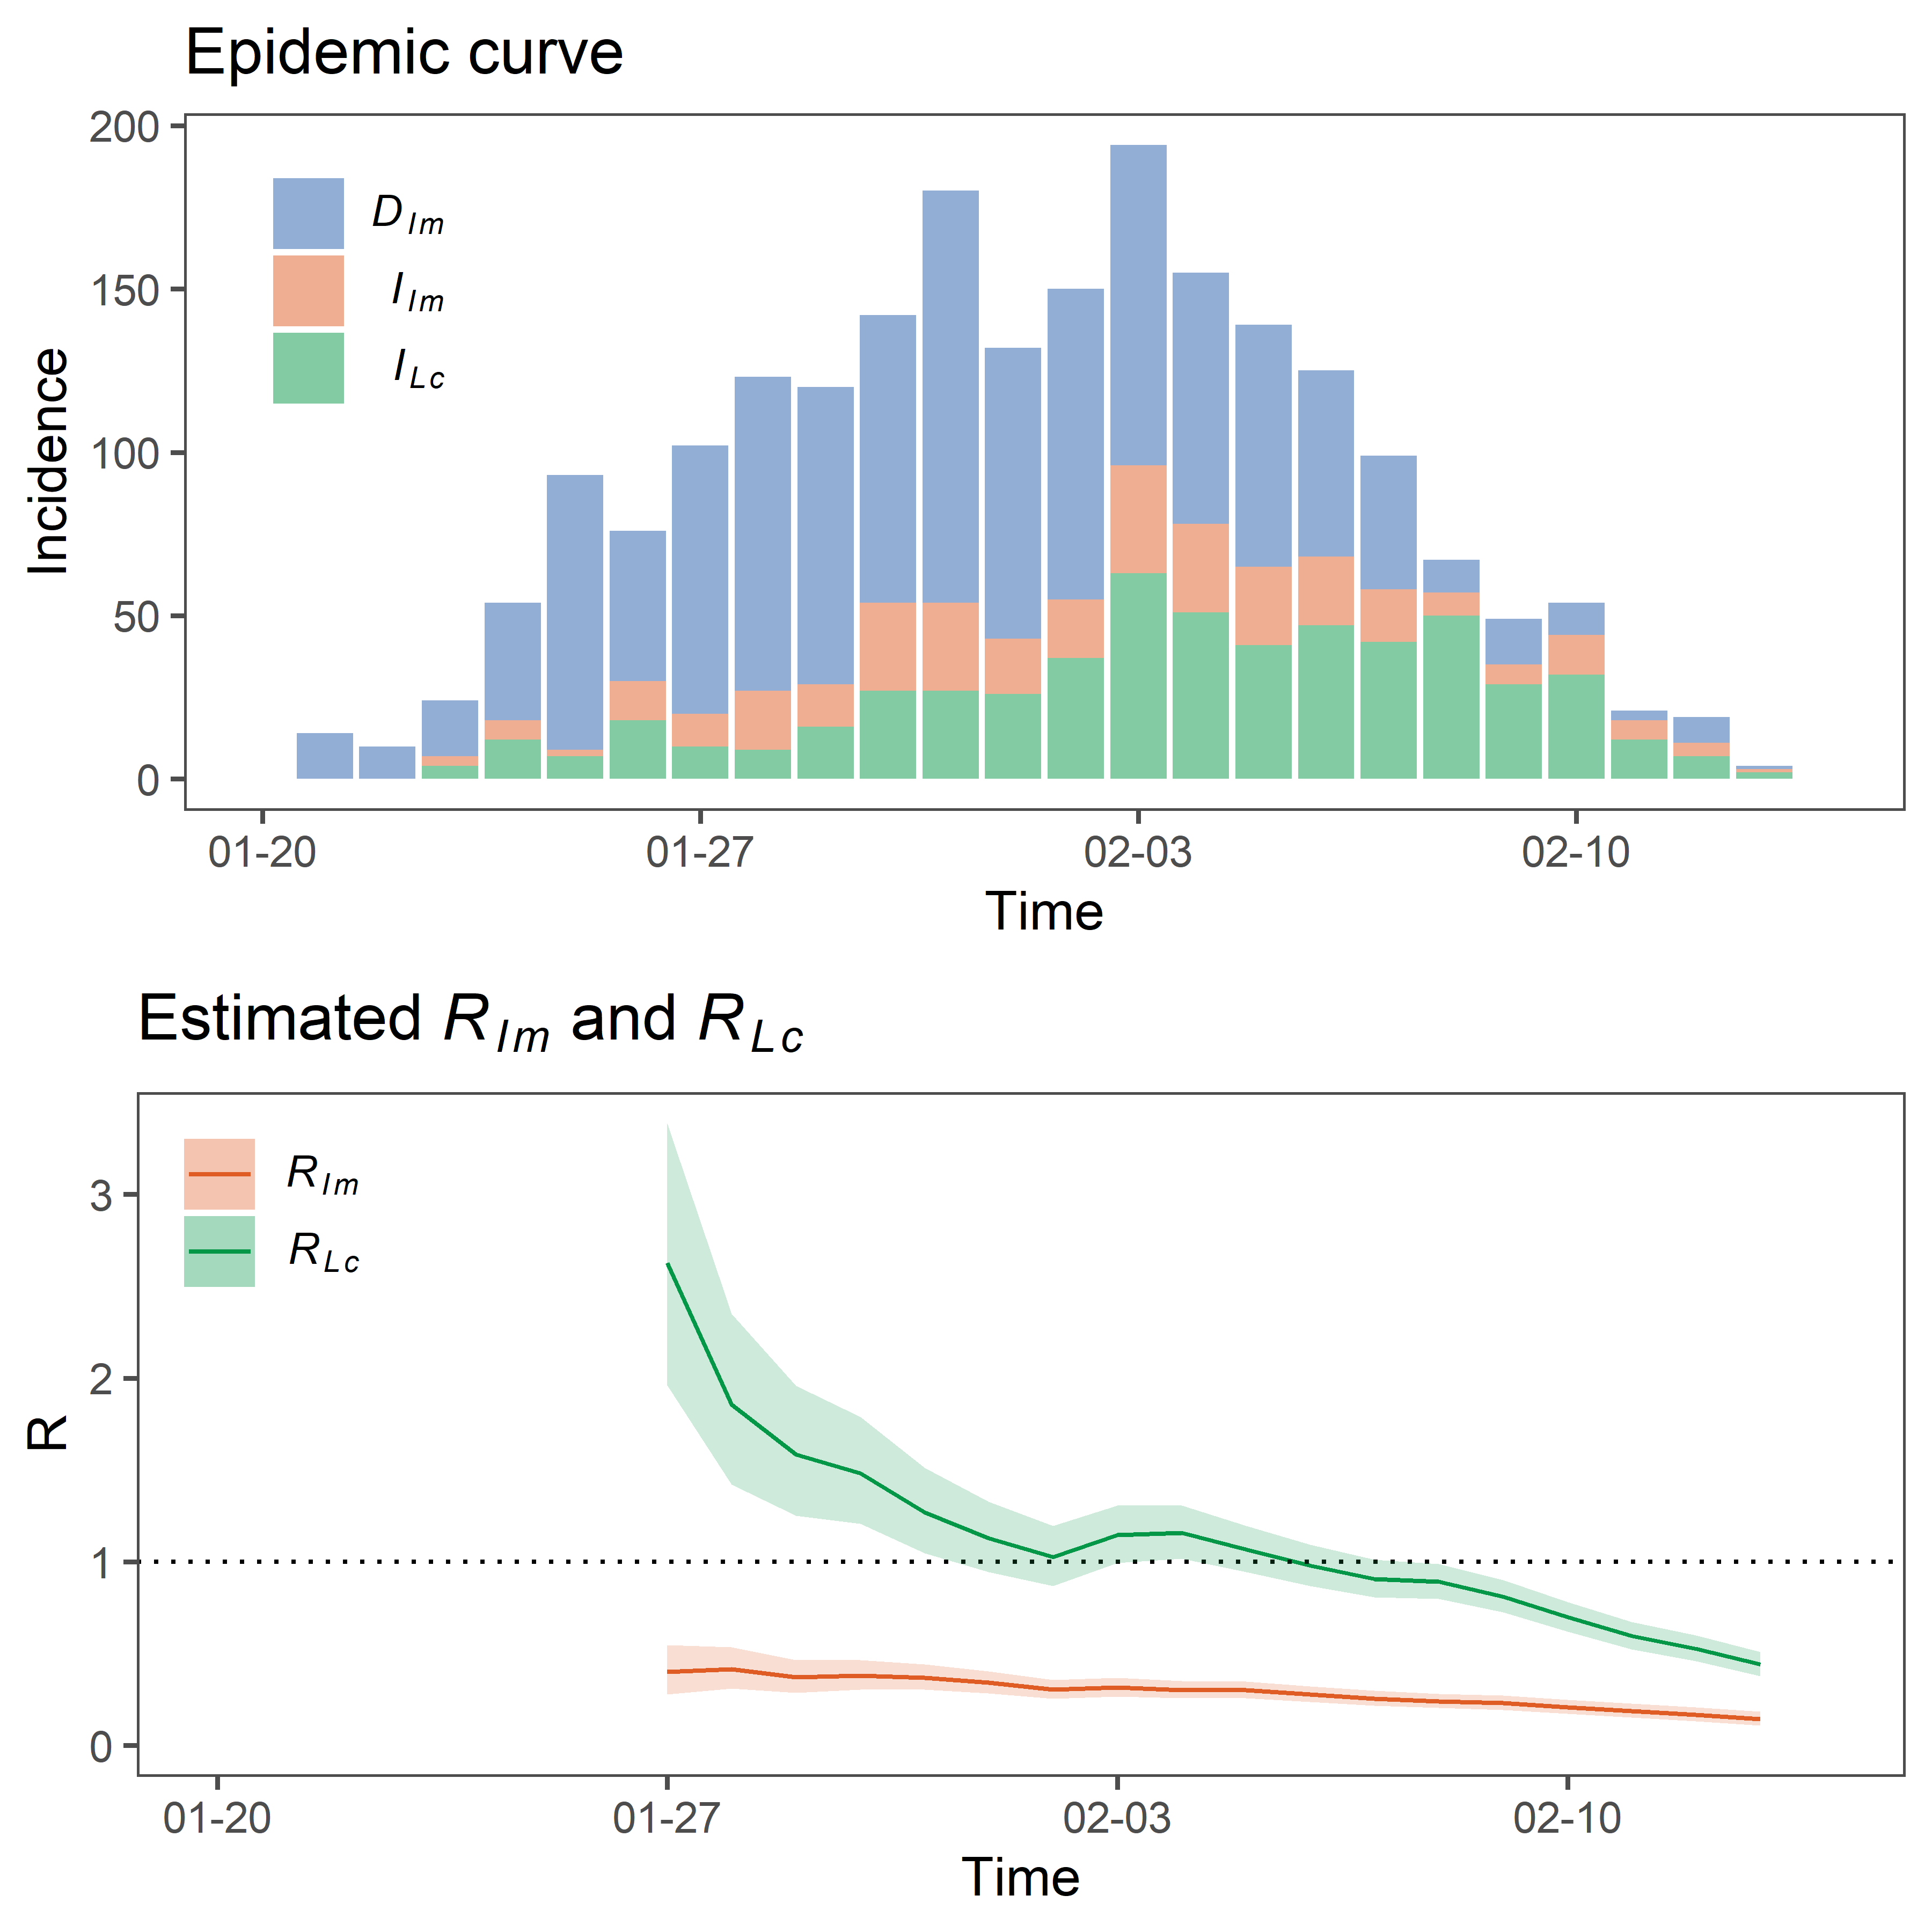 Epidemic curve
200
150
100
50
0
Incidence
D Im
I Im
I Lc
01-20 01-27 02-03 02-10
Time
Estimated R Im and R Lc
3
2
1
0
R
R Im
R Lc
01-20 01-27 02-03 02-10
Time